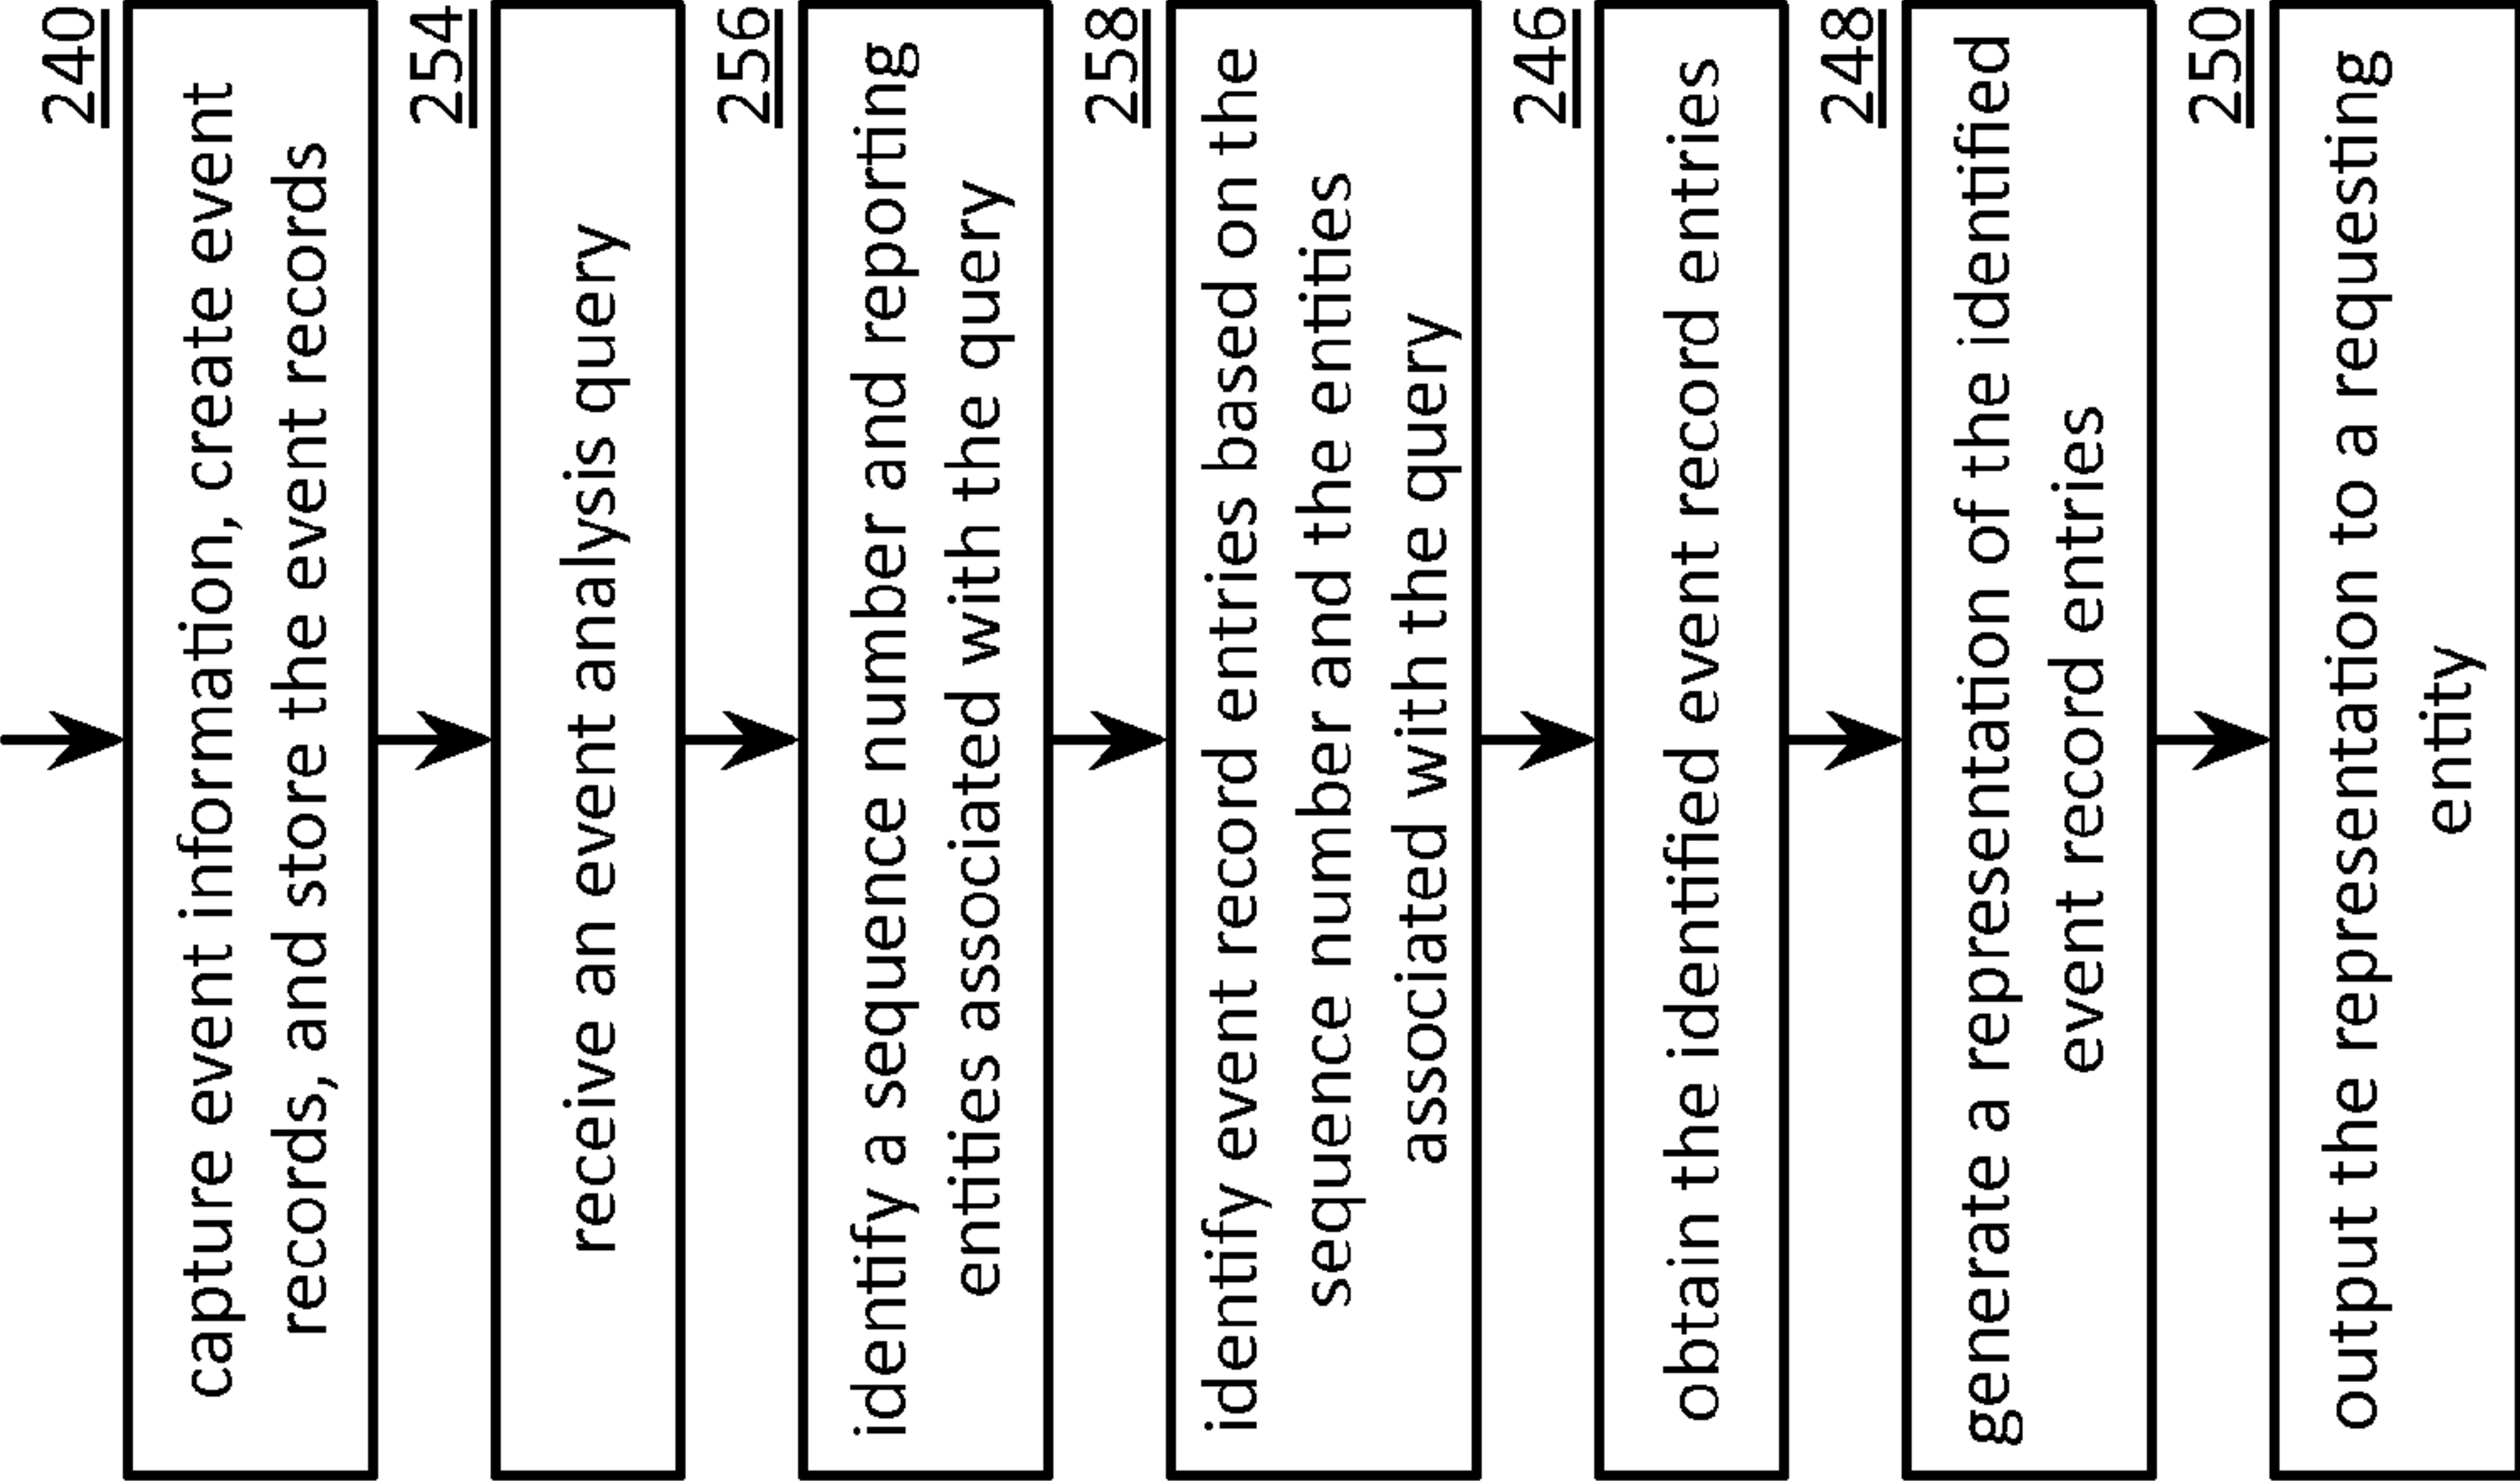 240
capture event information, create event
records, and store the event records
254
receive an event analysis query
256
identify a sequence number and reporting
entities associated with the query
258
identify event record entries based on the
sequence number and the entities
associated with the query
246
obtain the identified event record entries
248
generate a representation of the identified
event record entries
250
output the representation to a requesting
entity